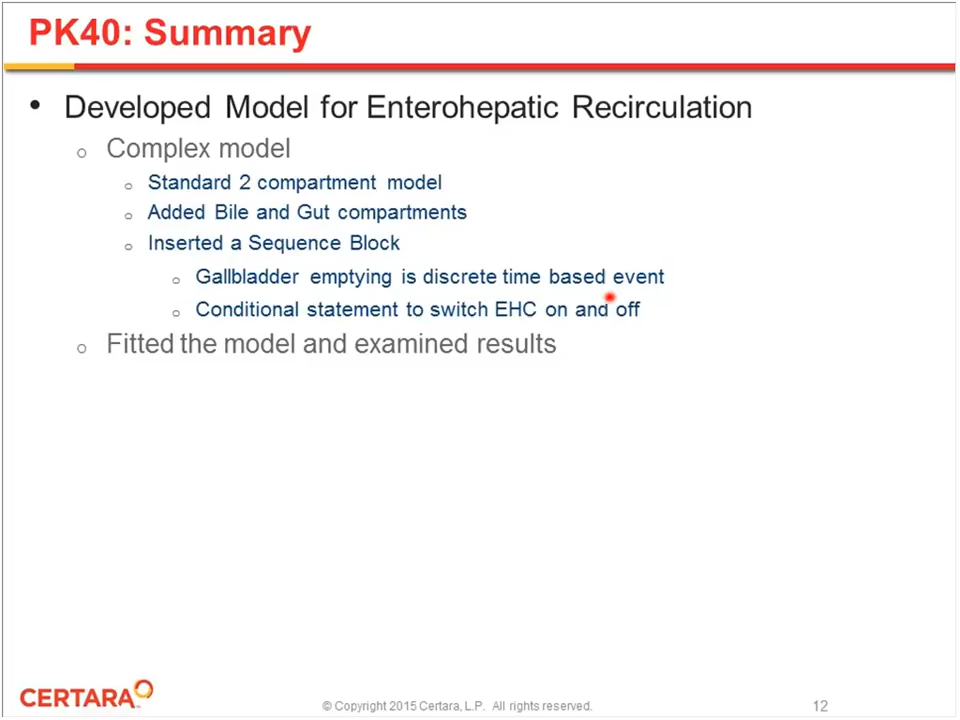 PK40: Summary
• Developed Model for Enterohepatic Recirculation
o Complex model
o Standard 2 compartment model
o Added Bile and Gut compartments
o Inserted a Sequence Block
o Gallbladder emptying is discrete time based event
o Conditional statement to switch EHC on and off
o Fitted the model and examined results
CERTARA
© Copyright 2015 Certara, L.P. All rights reserved.
12